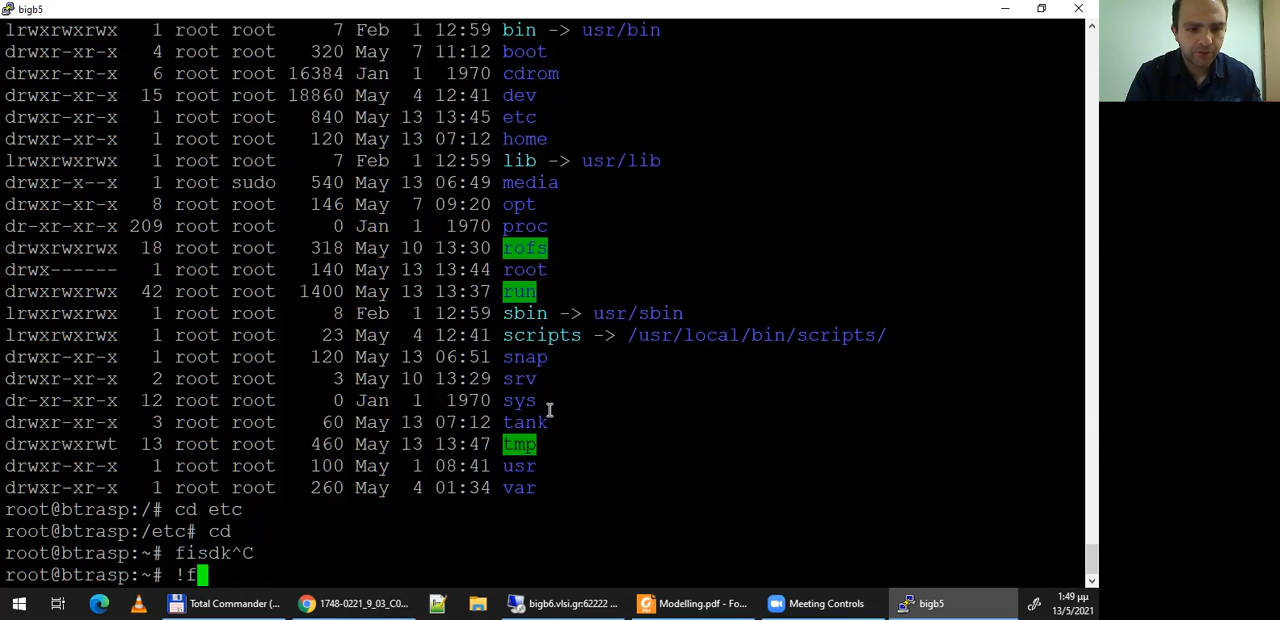 bigb5
lrwxrwxrwx 1 root root 7 Feb 1 12:59 bin -> usr/bin
drwxr-xr-x 4 root root 320 May 7 11:12 boot
drwxr-xr-x 6 root root 16384 Jan 1 1970 cdrom
drwxr-xr-x 15 root root 18860 May 4 12:41 dev
drwxr-xr-x 1 root root 840 May 13 13:45 etc
drwxr-xr-x 1 root root 120 May 13 07:12 home
lrwxrwxrwx 1 root root 7 Feb 1 12:59 lib -> usr/lib
drwxr-x--x 1 root sudo 540 May 13 06:49 media
drwxr-xr-x 8 root root 146 May 7 09:20 opt
dr-xr-xr-x 209 root root 0 Jan 1 1970 proc
drwxrwxrwx 18 root root 318 May 10 13:30 rofs
drwx------ 1 root root 140 May 13 13:44 root
drwxrwxrwx 42 root root 1400 May 13 13:37 run
lrwxrwxrwx 1 root root 8 Feb 1 12:59 sbin -> usr/sbin
lrwxrwxrwx 1 root root 23 May 4 12:41 scripts -> /usr/local/bin/scripts/
drwxr-xr-x 1 root root 120 May 13 06:51 snap
drwxr-xr-x 2 root root 3 May 10 13:29 srv
dr-xr-xr-x 12 root root 0 Jan 1 1970 sys
drwxr-xr-x 3 root root 60 May 13 07:12 tank
drwxrwxrwt 13 root root 460 May 13 13:47 tmp
drwxr-xr-x 1 root root 100 May 1 08:41 usr
drwxr-xr-x 1 root root 260 May 4 01:34 var
root@btrasp:/# cd etc
root@btrasp:/etc# cd
root@btrasp:~# fisdk^C
root@btrasp:~# !f
Total Commander (... 1748-0221_9_03_C0... bigb6.vlsi.gr:62222 ... Modelling.pdf - Fo... Meeting Controls bigb5 1:49 μμ
13/5/2021